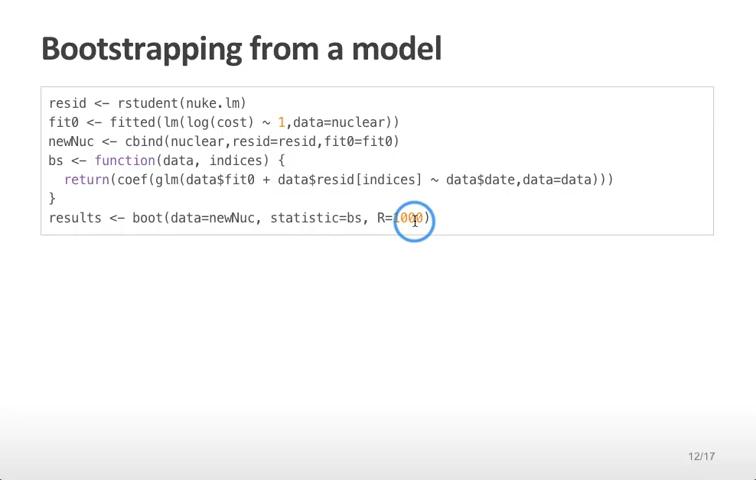 Bootstrapping from a model
resid <- rstudent(nuke.lm)
fit0 <- fitted(lm(log(cost) ~ 1,data=nuclear))
newNuc <- cbind(nuclear,resid=resid,fit0=fit0)
bs <- function(data, indices) {
  return(coef(glm(data$fit0 + data$resid[indices] ~ data$date,data=data)))
}
results <- boot(data=newNuc, statistic=bs, R=1000)
12/17